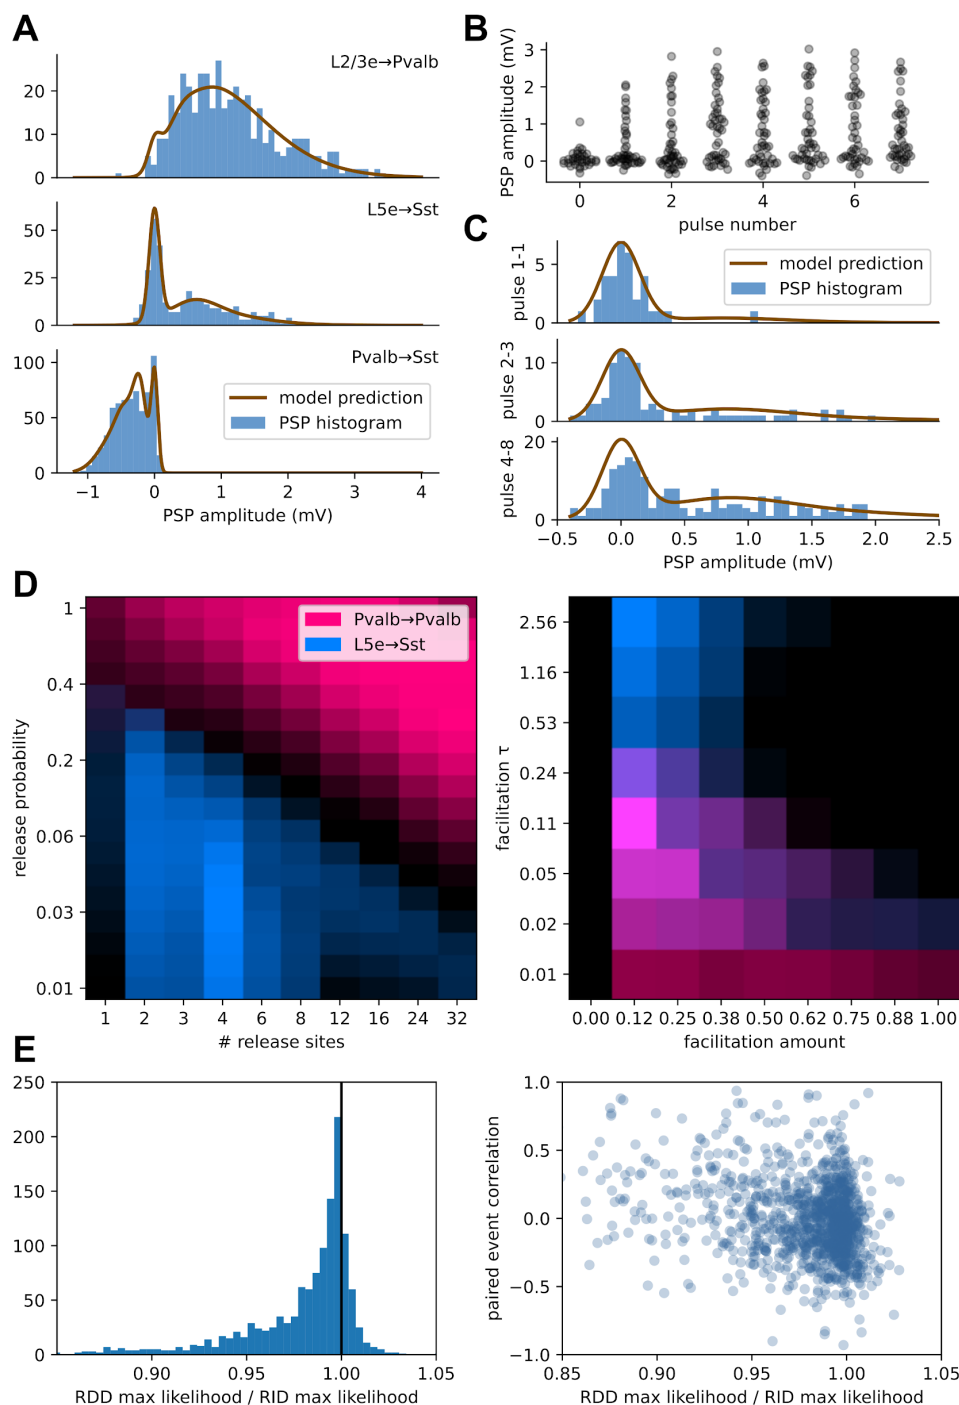 A
L2/3e→Pvalb
20
10
0
L5e→Sst
50
25
0
Pvalb→Sst
100
50
0
model prediction
PSP histogram
−1 0 1 2 3 4
PSP amplitude (mV)
B
PSP amplitude (mV)
3
2
1
0
0 2 4 6
pulse number
C
pulse 1-1
5
0
model prediction
PSP histogram
pulse 2-3
10
0
pulse 4-8
20
0
−0.5 0.0 0.5 1.0 1.5 2.0 2.5
PSP amplitude (mV)
D
release probability
1
0.4
0.2
0.06
0.03
0.01
Pvalb→Pvalb
L5e→Sst
1 2 3 4 6 8 12 16 24 32
# release sites
facilitation τ
2.56
1.16
0.53
0.24
0.11
0.05
0.02
0.01
0.00 0.12 0.25 0.38 0.50 0.62 0.75 0.88 1.00
facilitation amount
E
250
200
150
100
50
0
0.90 0.95 1.00 1.05
RDD max likelihood / RID max likelihood
paired event correlation
1.0
0.5
0.0
−0.5
−1.0
0.85 0.90 0.95 1.00 1.05
RDD max likelihood / RID max likelihood